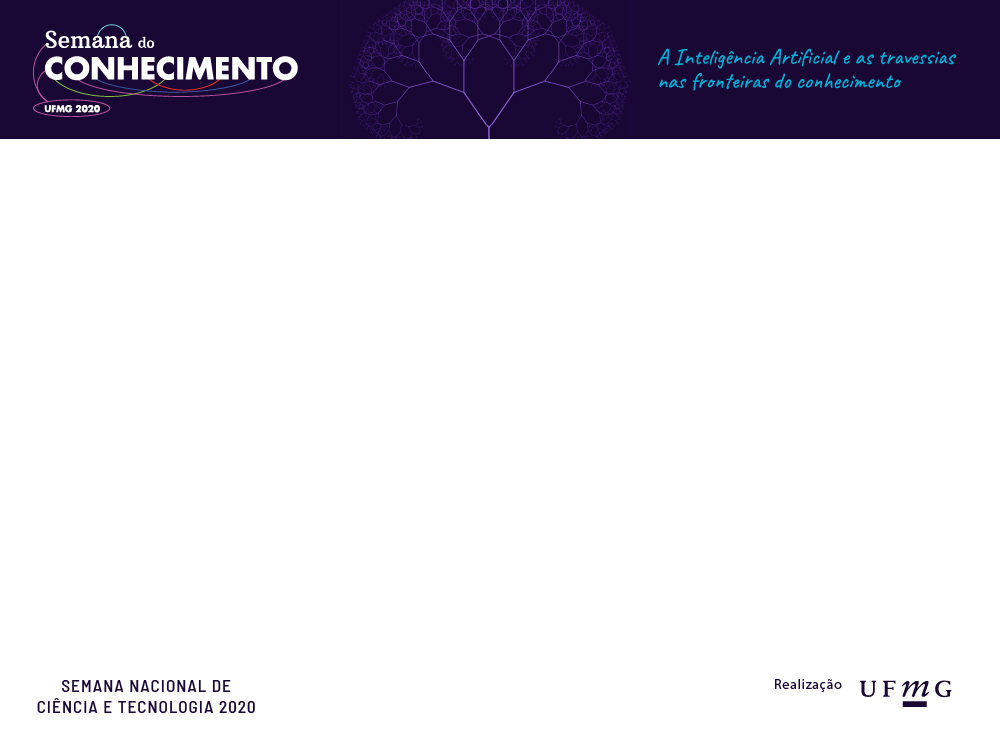 Semana do
CONHECIMENTO
UFMG 2020
A Inteligência Artificial e as travessias
nas fronteiras do conhecimento
SEMANA NACIONAL DE
CIÊNCIA E TECNOLOGIA 2020
Realização
UFmG